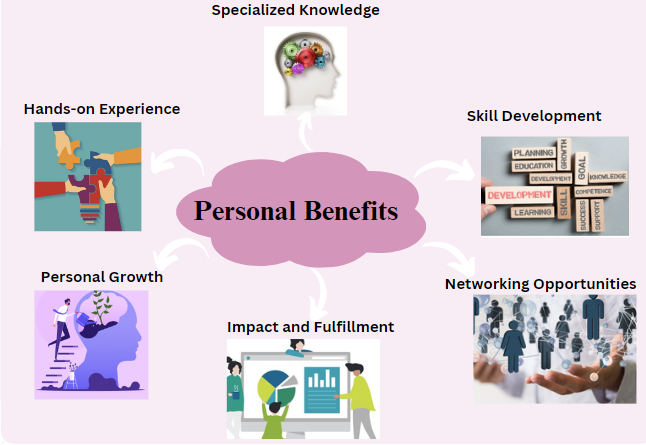 Specialized Knowledge
Hands-on Experience
Skill Development
PLANNING
EDUCATION
GROWTH
GOAL
DEVELOPMENT
KNOWLEDGE
DEVELOPMENT
SKILL
COMPETENCE
LEARNING
SUCCESS
SUPPORT
Personal Benefits
Personal Growth
Networking Opportunities
Impact and Fulfillment